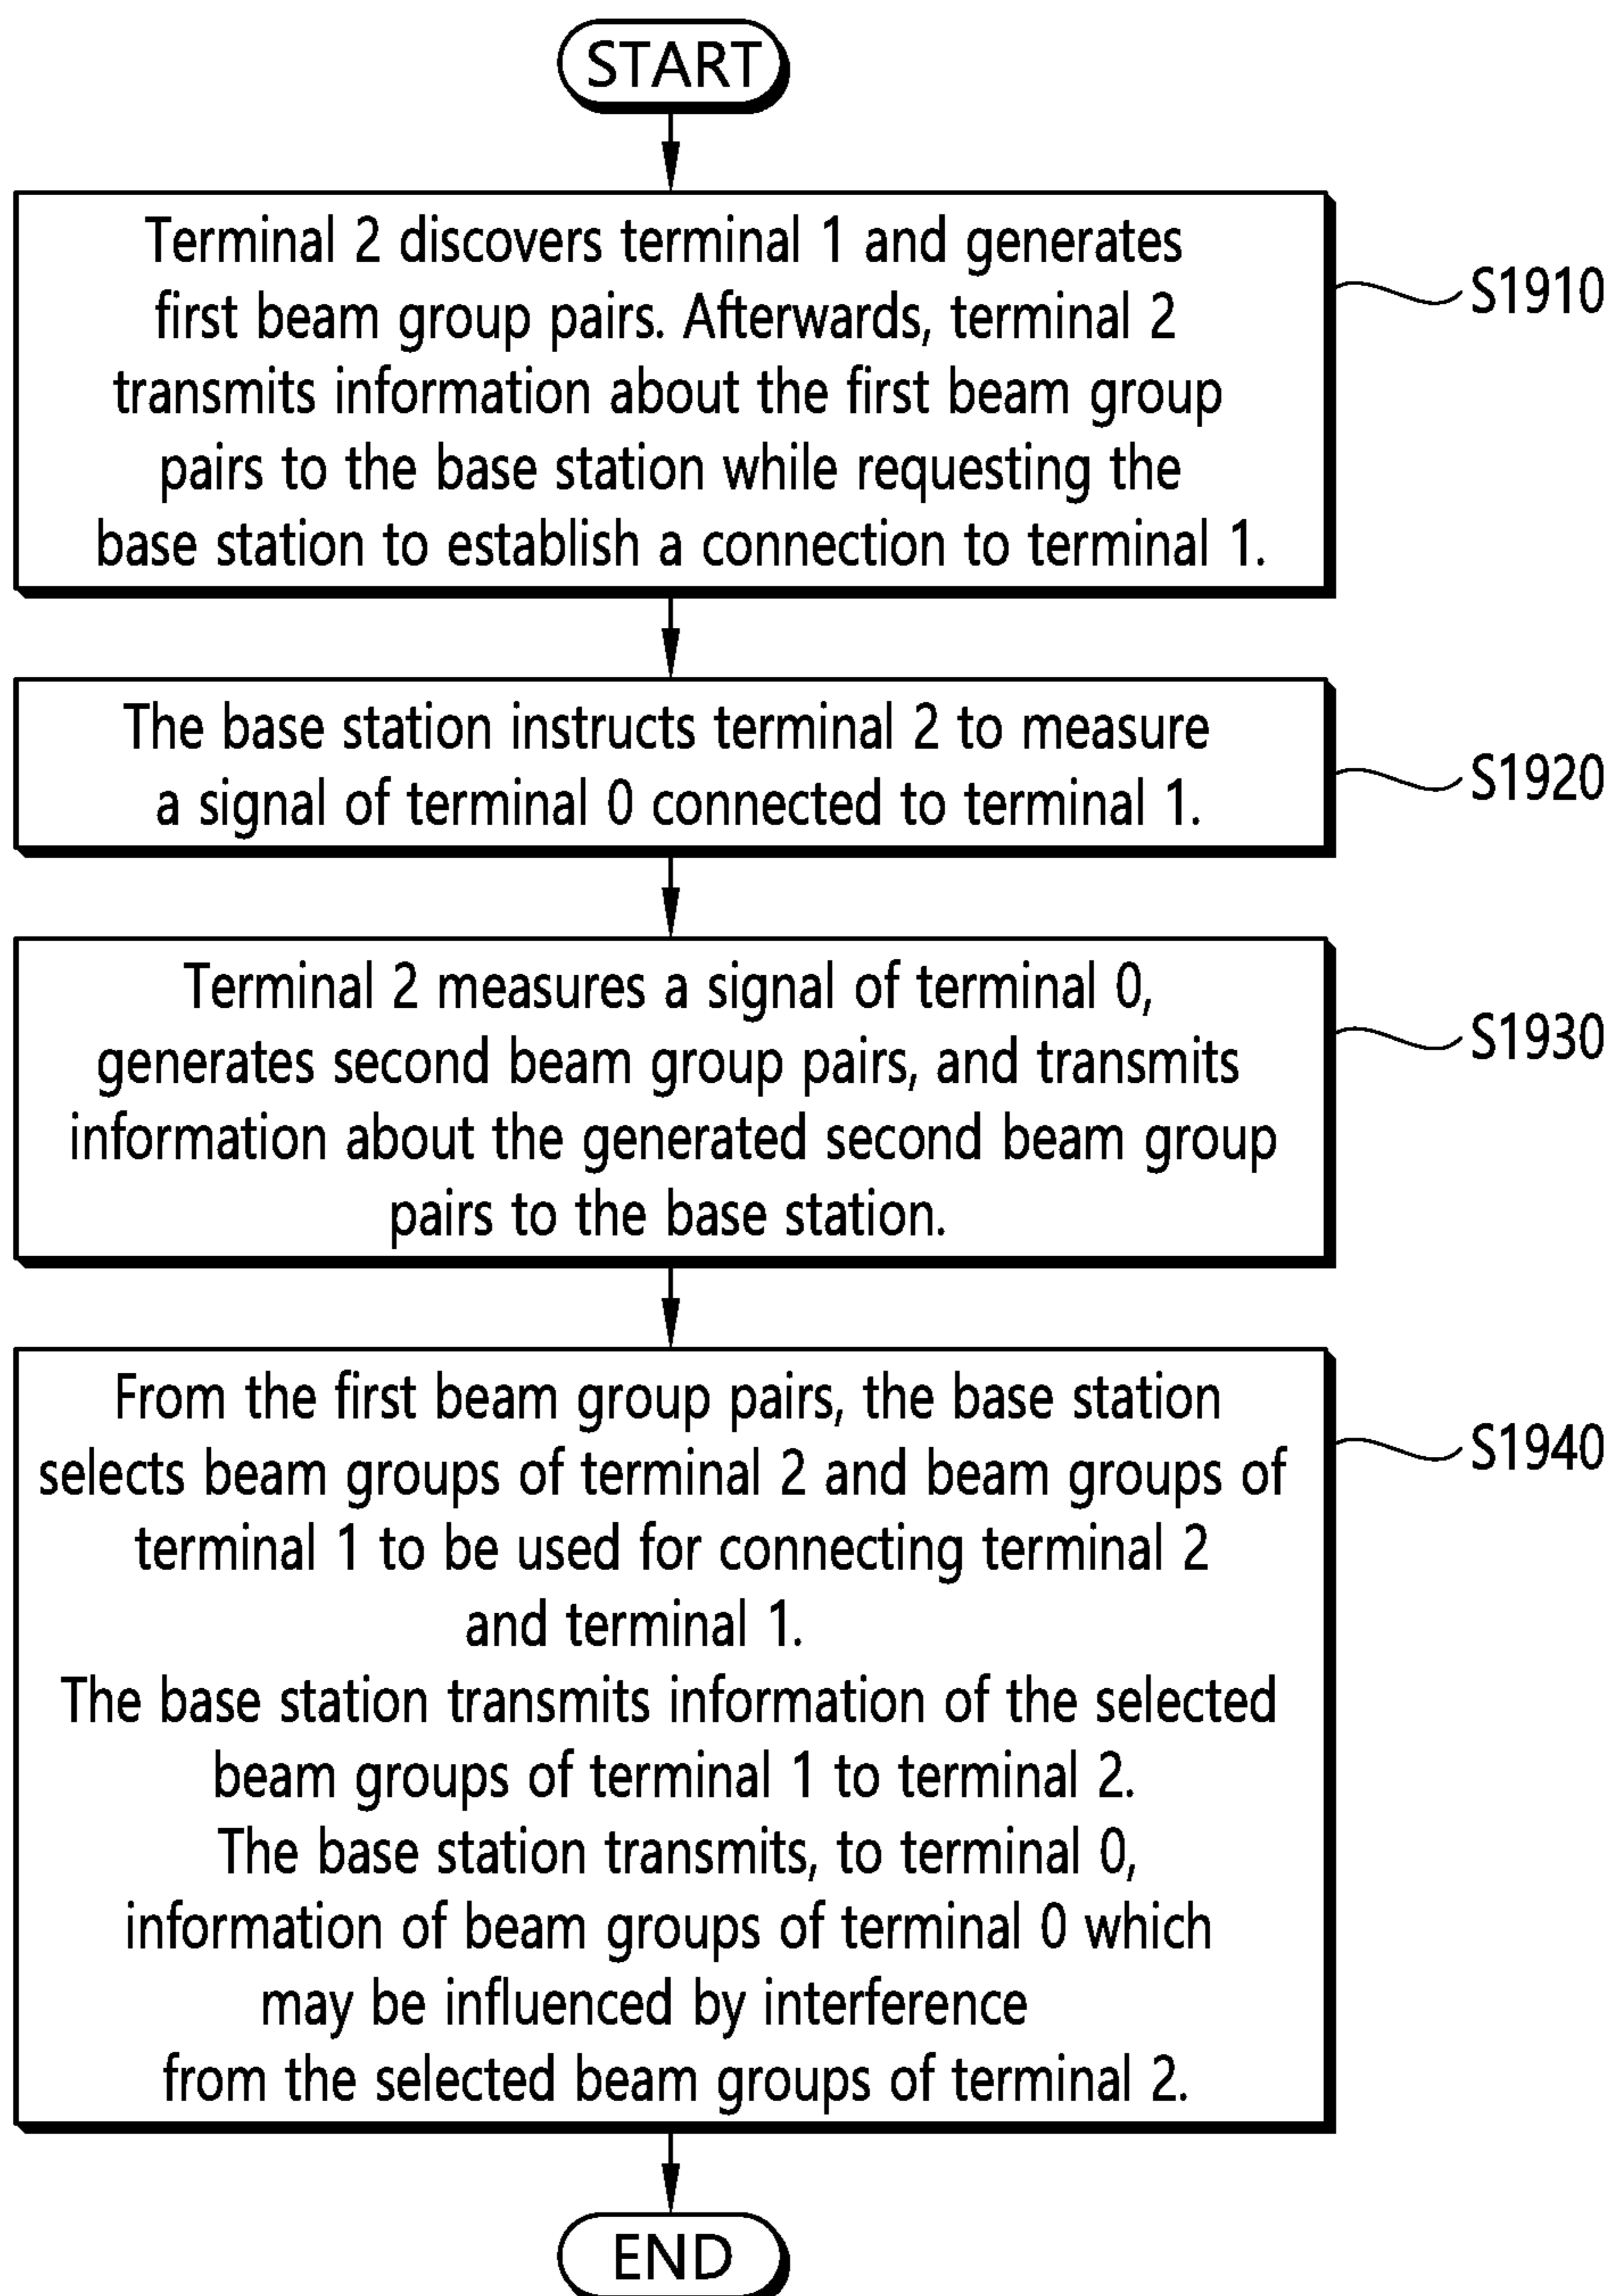 START
Terminal 2 discovers terminal 1 and generates
first beam group pairs. Afterwards, terminal 2
transmits information about the first beam group
pairs to the base station while requesting the
base station to establish a connection to terminal 1.
S1910
The base station instructs terminal 2 to measure
a signal of terminal 0 connected to terminal 1.
S1920
Terminal 2 measures a signal of terminal 0,
generates second beam group pairs, and transmits
information about the generated second beam group
pairs to the base station.
S1930
From the first beam group pairs, the base station
selects beam groups of terminal 2 and beam groups of
terminal 1 to be used for connecting terminal 2
and terminal 1.
The base station transmits information of the selected
beam groups of terminal 1 to terminal 2.
The base station transmits, to terminal 0,
information of beam groups of terminal 0 which
may be influenced by interference
from the selected beam groups of terminal 2.
S1940
END